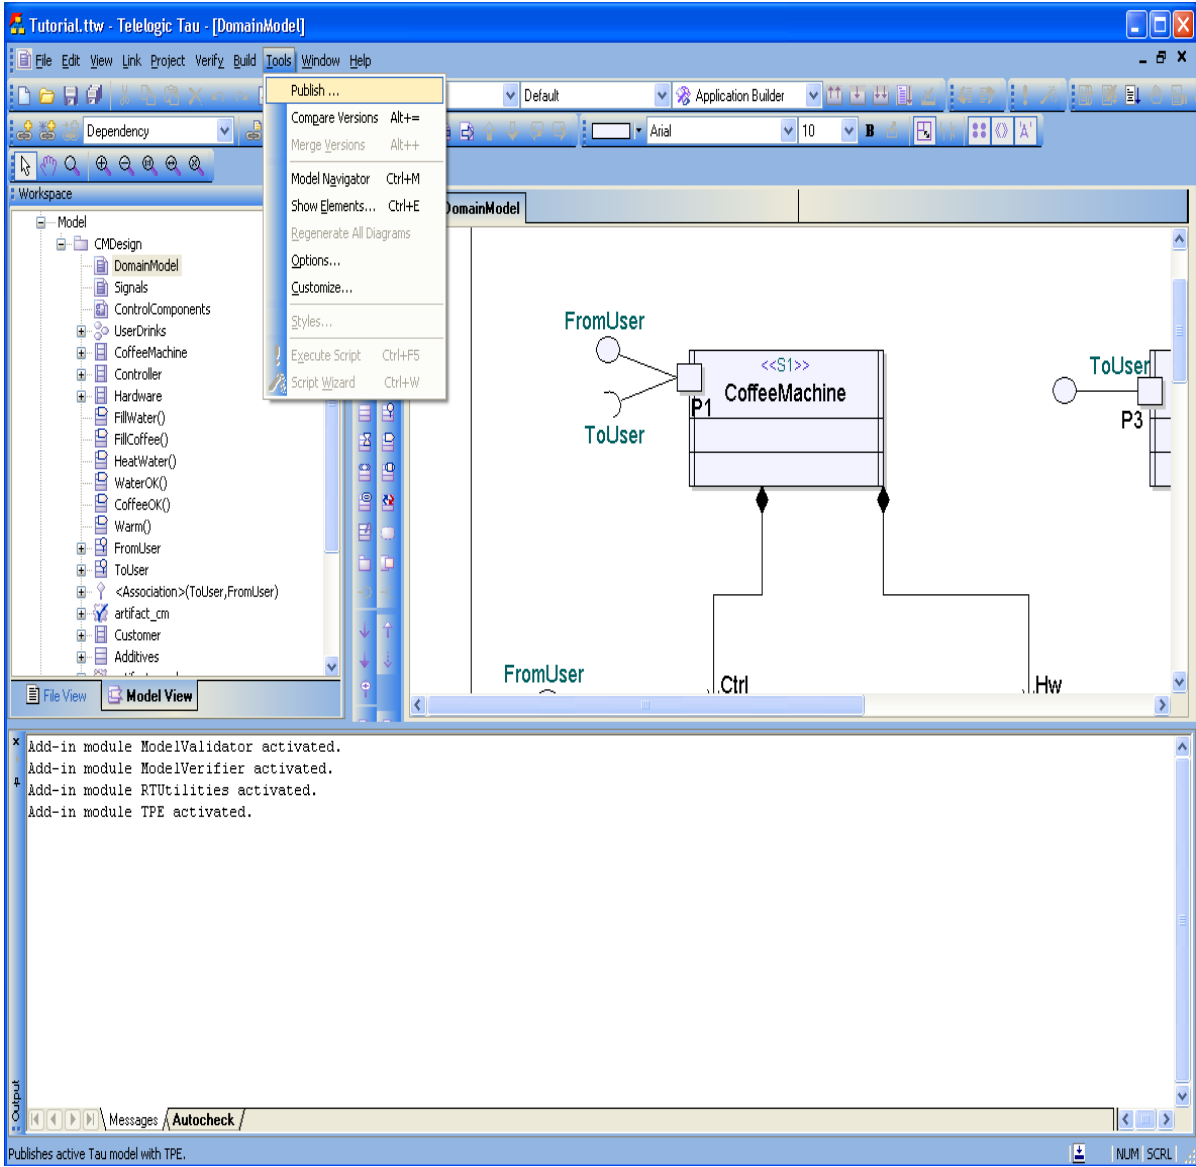 Tutorial.ttw - Telelogic Tau - [DomainModel]
File Edit View Link Project Verify Build Tools Window Help
Default Application Builder
Dependency Arial 10 B
Publish ...
Compare Versions Alt+=
Merge Versions Alt++
Model Navigator Ctrl+M
Show Elements... Ctrl+E
Regenerate All Diagrams
Options...
Customize...
Styles...
Execute Script Ctrl+F5
Script Wizard Ctrl+W
Workspace
Model
CMDesign
DomainModel
Signals
ControlComponents
UserDrinks
CoffeeMachine
Controller
Hardware
FillWater()
FillCoffee()
HeatWater()
WaterOK()
CoffeeOK()
Warm()
FromUser
ToUser
<Association>(ToUser,FromUser)
artifact_cm
Customer
Additives
File View Model View
DomainModel
FromUser
<<S1>>
CoffeeMachine
P1
ToUser
ToUser
P3
FromUser
Ctrl
Hw
Add-in module ModelValidator activated.
Add-in module ModelVerifier activated.
Add-in module RTUtilities activated.
Add-in module TPE activated.
Output
Messages Autocheck
Publishes active Tau model with TPE.
NUM SCRL